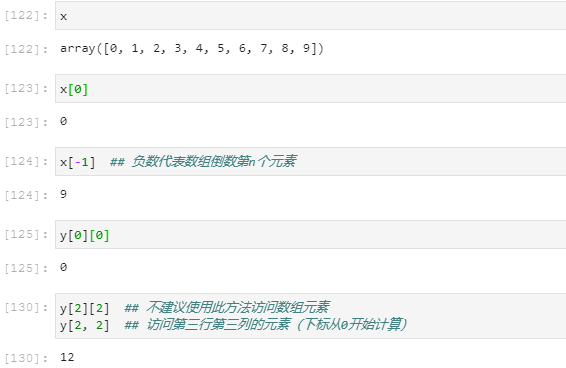 [122]: x
[122]: array([0, 1, 2, 3, 4, 5, 6, 7, 8, 9])
[123]: x[0]
[123]: 0
[124]: x[-1]  ## 负数代表数组倒数第n个元素
[124]: 9
[125]: y[0][0]
[125]: 0
[130]: y[2][2]  ## 不建议使用此方法访问数组元素
y[2, 2]  ## 访问第三行第三列的元素 (下标从0开始计算)
[130]: 12